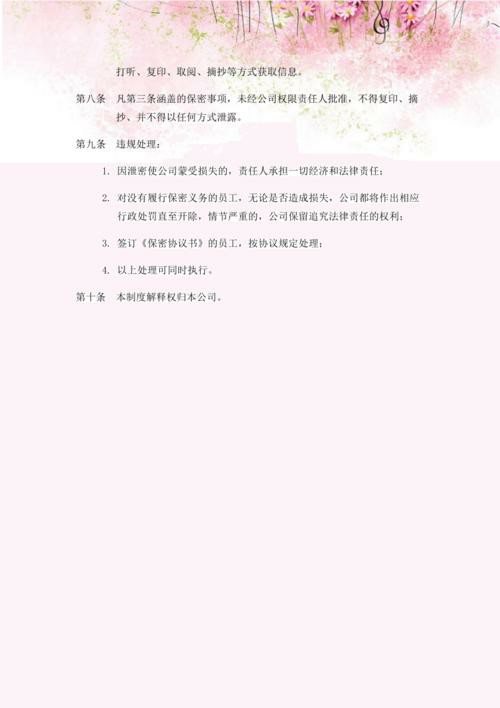 打听、复印、取阅、摘抄等方式获取信息。
第八条 凡第三条涵盖的保密事项，未经公司权限责任人批准，不得复印、摘
抄、并不得以任何方式泄露。
第九条 违规处理：
1. 因泄密使公司蒙受损失的，责任人承担一切经济和法律责任；
2. 对没有履行保密义务的员工，无论是否造成损失，公司都将作出相应
行政处罚直至开除，情节严重的，公司保留追究法律责任的权利；
3. 签订《保密协议书》的员工，按协议规定处理；
4. 以上处理可同时执行。
第十条 本制度解释权归本公司。